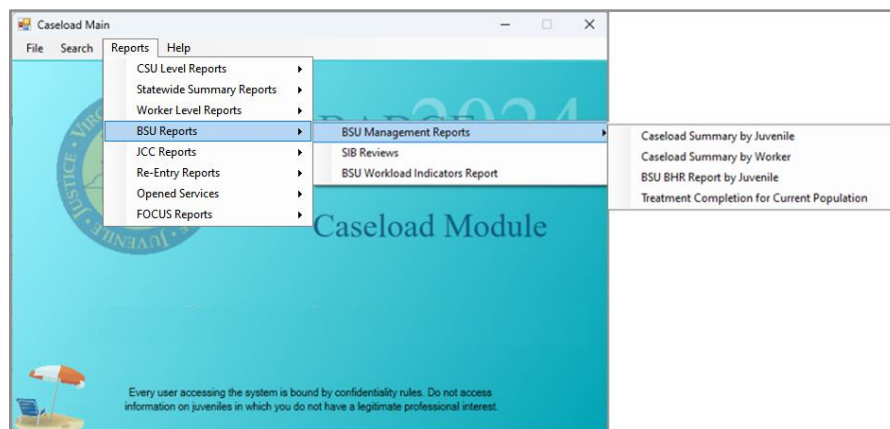 Caseload Main
File Search Reports Help
CSU Level Reports
Statewide Summary Reports
Worker Level Reports
BSU Reports
JCC Reports
Re-Entry Reports
Opened Services
FOCUS Reports
BSU Management Reports
SIB Reviews
BSU Workload Indicators Report
Caseload Summary by Juvenile
Caseload Summary by Worker
BSU BHR Report by Juvenile
Treatment Completion for Current Population
2024
JUSTICE • JUVENILE
Caseload Module
Every user accessing the system is bound by confidentiality rules. Do not access
information on juveniles in which you do not have a legitimate professional interest.